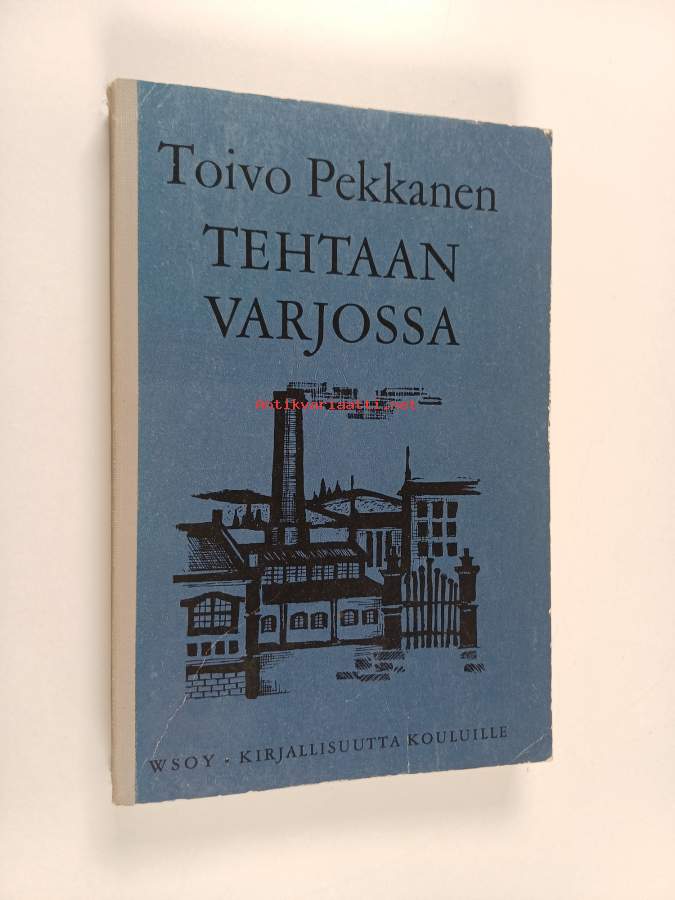 Toivo Pekkanen
TEHTAAN
VARJOSSA
Antikvariaatti.net
WSOY • KIRJALLISUUTTA KOULUILLE